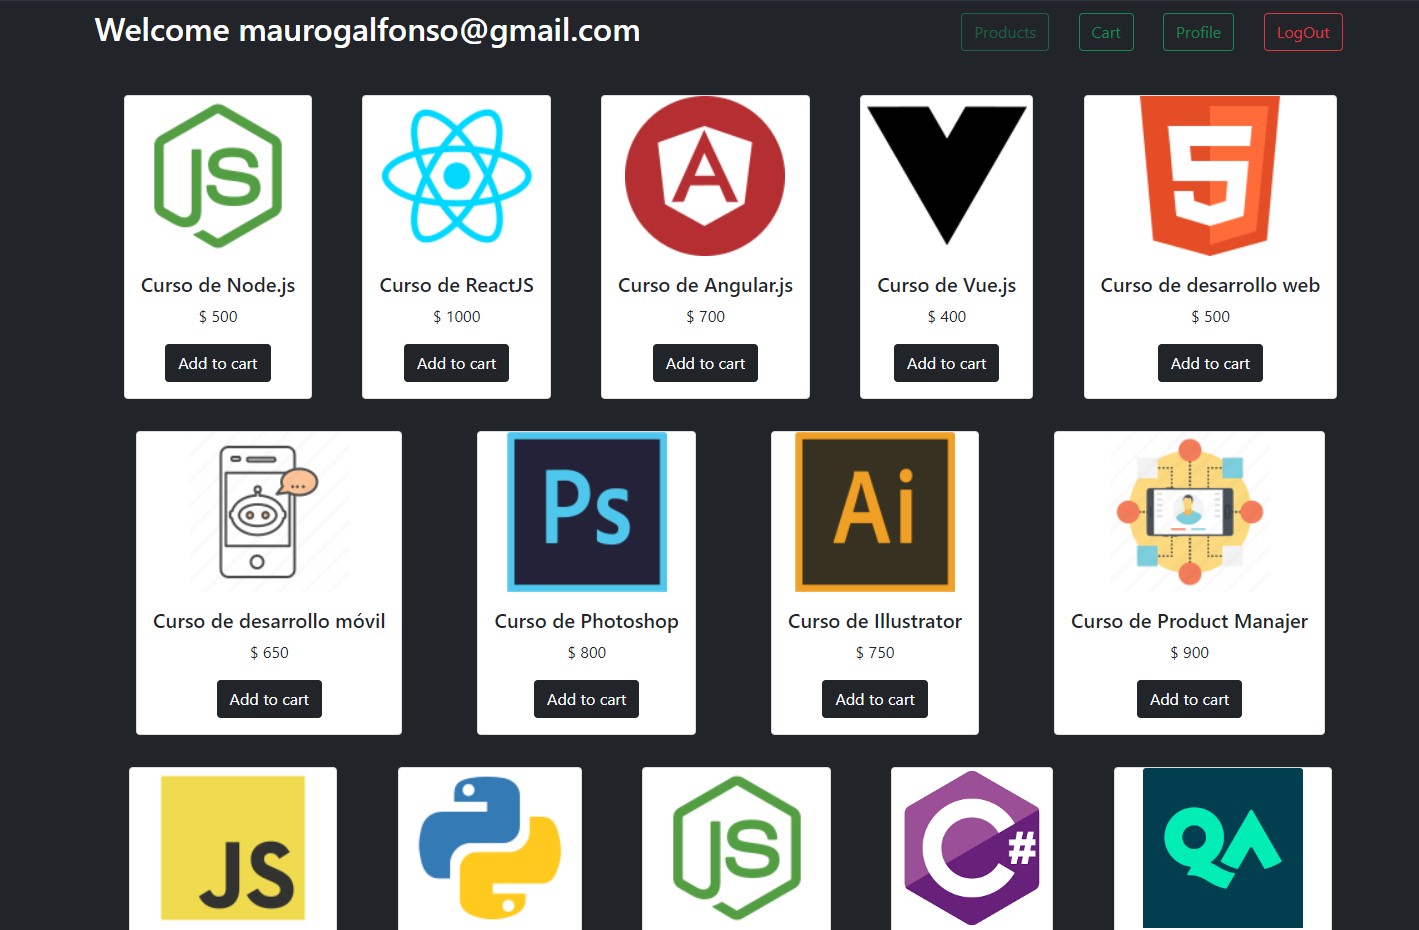 Welcome maurogalfonso@gmail.com
Products Cart Profile LogOut
JS
A
5
Curso de Node.js
$ 500
Add to cart
Curso de ReactJS
$ 1000
Add to cart
Curso de Angular.js
$ 700
Add to cart
Curso de Vue.js
$ 400
Add to cart
Curso de desarrollo web
$ 500
Add to cart
Curso de desarrollo móvil
$ 650
Add to cart
Ps
Curso de Photoshop
$ 800
Add to cart
Ai
Curso de Illustrator
$ 750
Add to cart
Curso de Product Manajer
$ 900
Add to cart
JS
JS
C#
QA